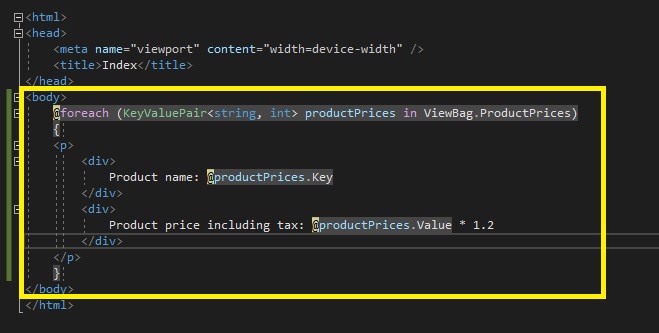 <html>
<head>
<meta name="viewport" content="width=device-width" />
<title>Index</title>
</head>
<body>
@foreach (KeyValuePair<string, int> productPrices in ViewBag.ProductPrices)
{
<p>
<div>
Product name: @productPrices.Key
</div>
<div>
Product price including tax: @productPrices.Value * 1.2
</div>
</p>
}
</body>
</html>